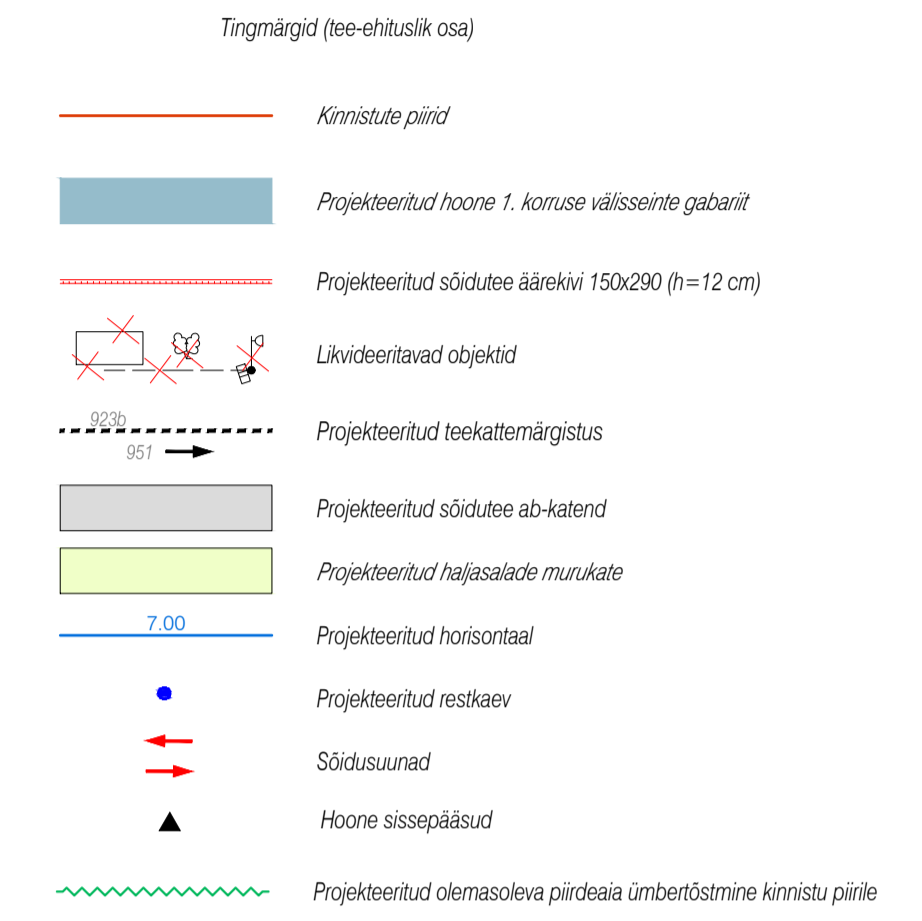 Tingmärgid (tee-ehituslik osa)
Kinnistute piirid
Projekteeritud hoone 1. korruse välisseinte gabariit
Projekteeritud sõidutee äärekivi 150x290 (h=12 cm)
Likvideeritavad objektid
923b
951
Projekteeritud teekattemärgistus
Projekteeritud sõidutee ab-katend
Projekteeritud haljasalade murukate
7.00
Projekteeritud horisontaal
Projekteeritud restkaev
Sõidusuunad
Hoone sissepääsud
Projekteeritud olemasoleva piirdeaia ümbertõstmine kinnistu piirile